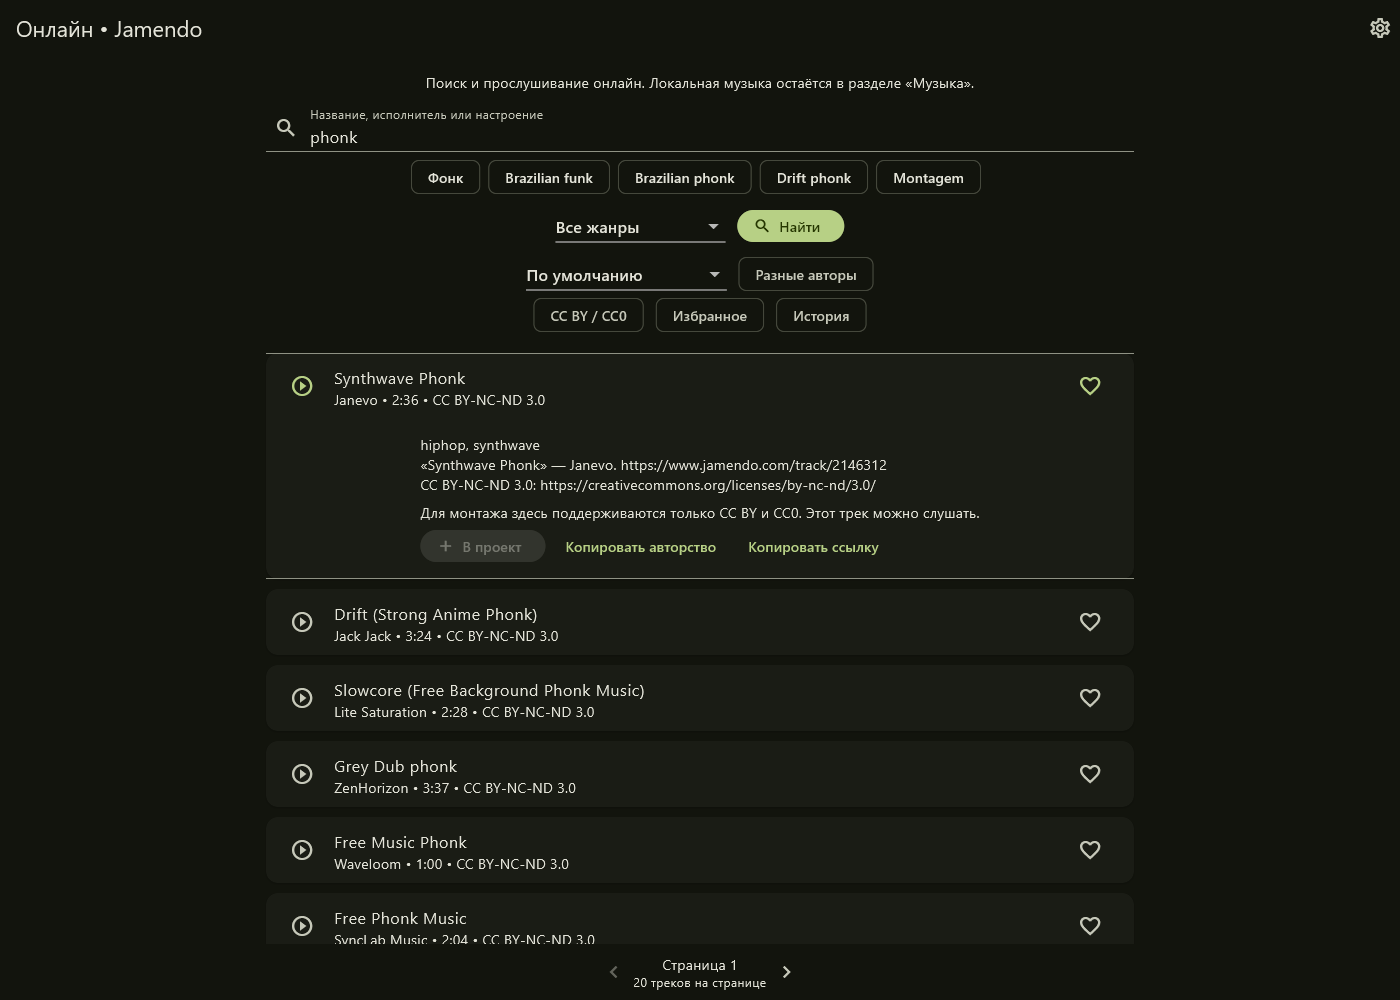 Онлайн • Jamendo
Поиск и прослушивание онлайн. Локальная музыка остаётся в разделе «Музыка».
Название, исполнитель или настроение
phonk
Фонк Brazilian funk Brazilian phonk Drift phonk Montagem
Все жанры Найти
По умолчанию Разные авторы
CC BY / CC0 Избранное История
Synthwave Phonk
Janevo • 2:36 • CC BY-NC-ND 3.0
hiphop, synthwave
«Synthwave Phonk» — Janevo. https://www.jamendo.com/track/2146312
CC BY-NC-ND 3.0: https://creativecommons.org/licenses/by-nc-nd/3.0/
Для монтажа здесь поддерживаются только CC BY и CC0. Этот трек можно слушать.
+ В проект Копировать авторство Копировать ссылку
Drift (Strong Anime Phonk)
Jack Jack • 3:24 • CC BY-NC-ND 3.0
Slowcore (Free Background Phonk Music)
Lite Saturation • 2:28 • CC BY-NC-ND 3.0
Grey Dub phonk
ZenHorizon • 3:37 • CC BY-NC-ND 3.0
Free Music Phonk
Waveloom • 1:00 • CC BY-NC-ND 3.0
Free Phonk Music
SyncLab Music • 2:04 • CC BY-NC-ND 3.0
Страница 1
20 треков на странице